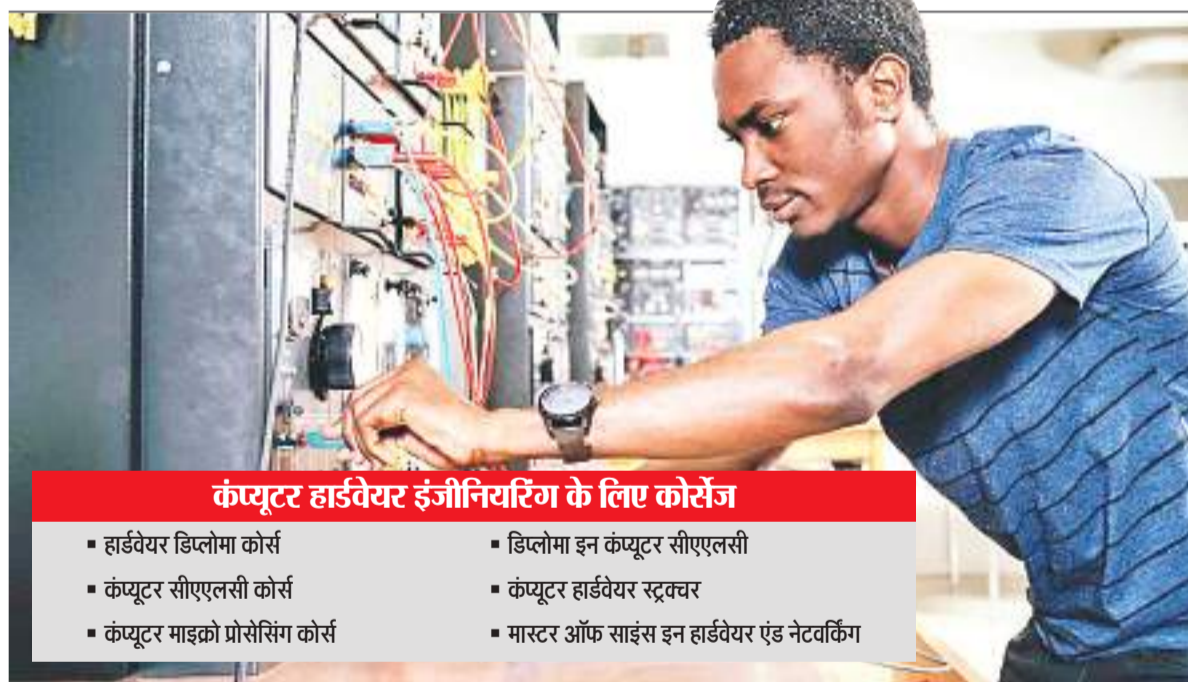 कंप्यूटर हार्डवेयर इंजीनियरिंग के लिए कोर्सेज
▪ हार्डवेयर डिप्लोमा कोर्स
▪ कंप्यूटर सीएएलसी कोर्स
▪ कंप्यूटर माइक्रो प्रोसेसिंग कोर्स
▪ डिप्लोमा इन कंप्यूटर सीएएलसी
▪ कंप्यूटर हार्डवेयर स्ट्रक्चर
▪ मास्टर ऑफ साइंस इन हार्डवेयर एंड नेटवर्किंग